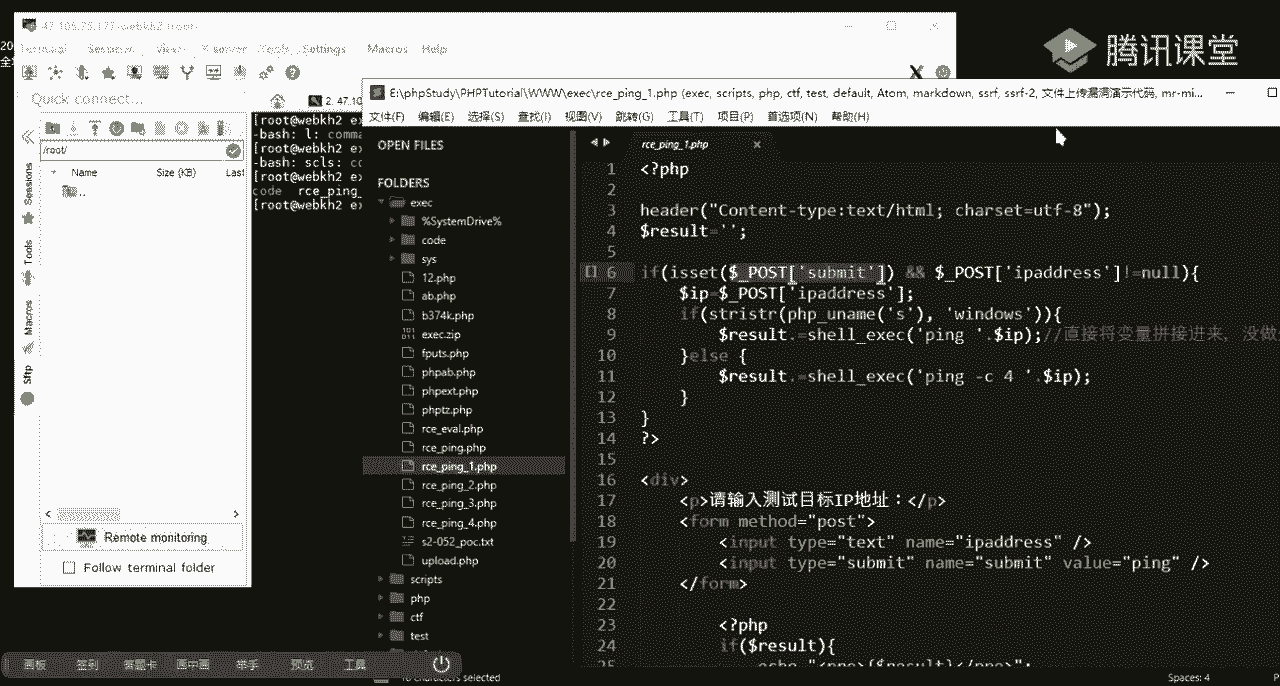 47.105.73.177-webkh2 (root)
Terminal Sessions View X server Tools Settings Macros Help
腾讯课堂
Quick connect...
2. 47.10
/root/
Name Size (KB) Last
..
Sessions
Tools
Macros
Sftp
[root@webkh2 e
-bash: l: comma
[root@webkh2 e
-bash: scls: co
[root@webkh2 e
code rce_ping_
[root@webkh2 e
Remote monitoring
Follow terminal folder
E:\phpStudy\PHPTutorial\WWW\exec\rce_ping_1.php (exec, scripts, php, ctf, test, default, Atom, markdown, ssrf, ssrf-2, 文件上传漏洞演示代码, mr-mi...
文件(F) 编辑(E) 选择(S) 查找(I) 视图(V) 跳转(G) 工具(T) 项目(P) 首选项(N) 帮助(H)
OPEN FILES
FOLDERS
exec
%SystemDrive%
code
sys
12.php
ab.php
b374k.php
exec.zip
fputs.php
phpab.php
phpext.php
phptz.php
rce_eval.php
rce_ping.php
rce_ping_1.php
rce_ping_2.php
rce_ping_3.php
rce_ping_4.php
s2-052_poc.txt
upload.php
scripts
php
ctf
test
rce_ping_1.php
1 <?php
2
3 header("Content-type:text/html; charset=utf-8");
4 $result='';
5
6 if(isset($_POST['submit']) && $_POST['ipaddress']!=null){
7 $ip=$_POST['ipaddress'];
8 if(stristr(php_uname('s'), 'windows')){
9 $result.=shell_exec('ping '.$ip);//直接将变量拼接进来,没做
10 }else {
11 $result.=shell_exec('ping -c 4 '.$ip);
12 }
13 }
14 ?>
15
16 <div>
17 <p>请输入测试目标IP地址:</p>
18 <form method="post">
19 <input type="text" name="ipaddress" />
20 <input type="submit" name="submit" value="ping" />
21 </form>
22
23 <?php
24 if($result){
25 echo "<pre>{$result}</pre>";
画板 签到 答题卡 画中画 举手 预览 工具
characters selected
Spaces: 4